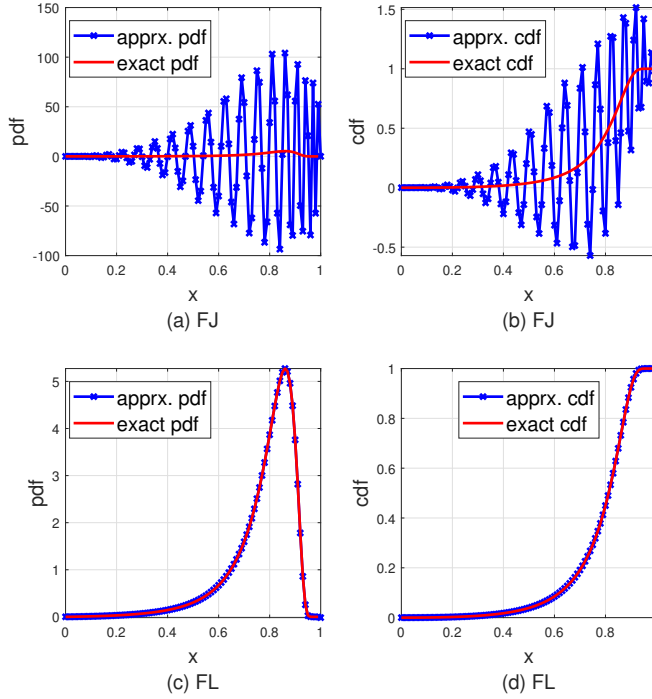 150
100
50
0
-50
-100
0
0.2
0.4
0.6
0.8
1
pdf
x
apprx. pdf
exact pdf
(a) FJ
1.5
1
0.5
0
-0.5
0
0.2
0.4
0.6
0.8
cdf
x
apprx. cdf
exact cdf
(b) FJ
5
4
3
2
1
0
0
0.2
0.4
0.6
0.8
1
pdf
x
apprx. pdf
exact pdf
(c) FL
1
0.8
0.6
0.4
0.2
0
0
0.2
0.4
0.6
0.8
cdf
x
apprx. cdf
exact cdf
(d) FL